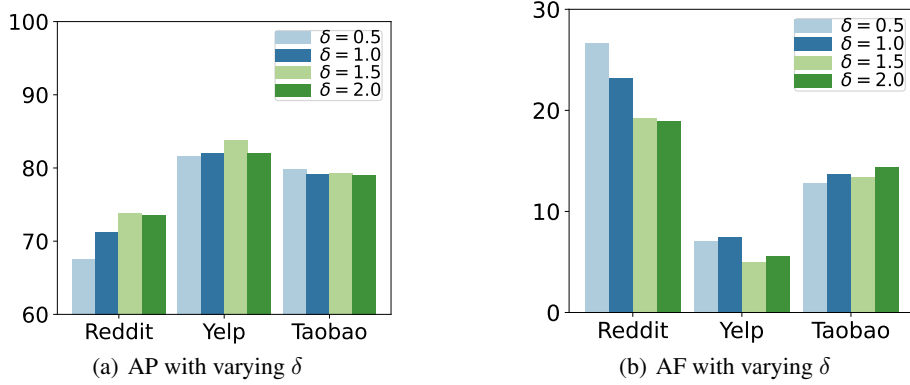 100
90
80
70
60
δ = 0.5
δ = 1.0
δ = 1.5
δ = 2.0
Reddit Yelp Taobao
(a) AP with varying δ
30
20
10
0
δ = 0.5
δ = 1.0
δ = 1.5
δ = 2.0
Reddit Yelp Taobao
(b) AF with varying δ